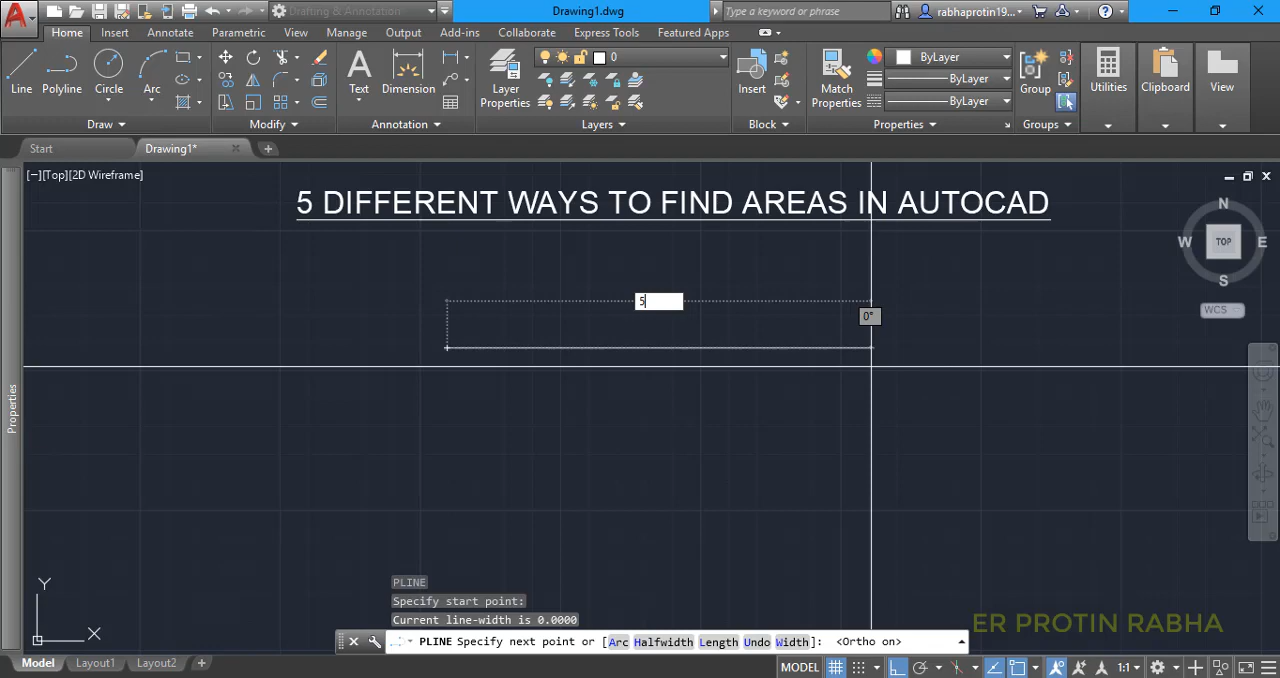 A Drafting & Annotation Drawing1.dwg Type a keyword or phrase rabhaprotin19... ?
Home Insert Annotate Parametric View Manage Output Add-ins Collaborate Express Tools Featured Apps
Line Polyline Circle Arc Text Dimension Layer Properties 0 Insert Match Properties ByLayer ByLayer ByLayer Group Utilities Clipboard View
Draw Modify Annotation Layers Block Properties Groups
Start Drawing1* +
[−][Top][2D Wireframe]
5 DIFFERENT WAYS TO FIND AREAS IN AUTOCAD
N
W TOP E
S
WCS
5
0°
Properties
Y
X
PLINE
Specify start point:
Current line-width is 0.0000
ER PROTIN RABHA
PLINE Specify next point or [Arc Halfwidth Length Undo Width]: <Ortho on>
Model Layout1 Layout2 + MODEL 1:1